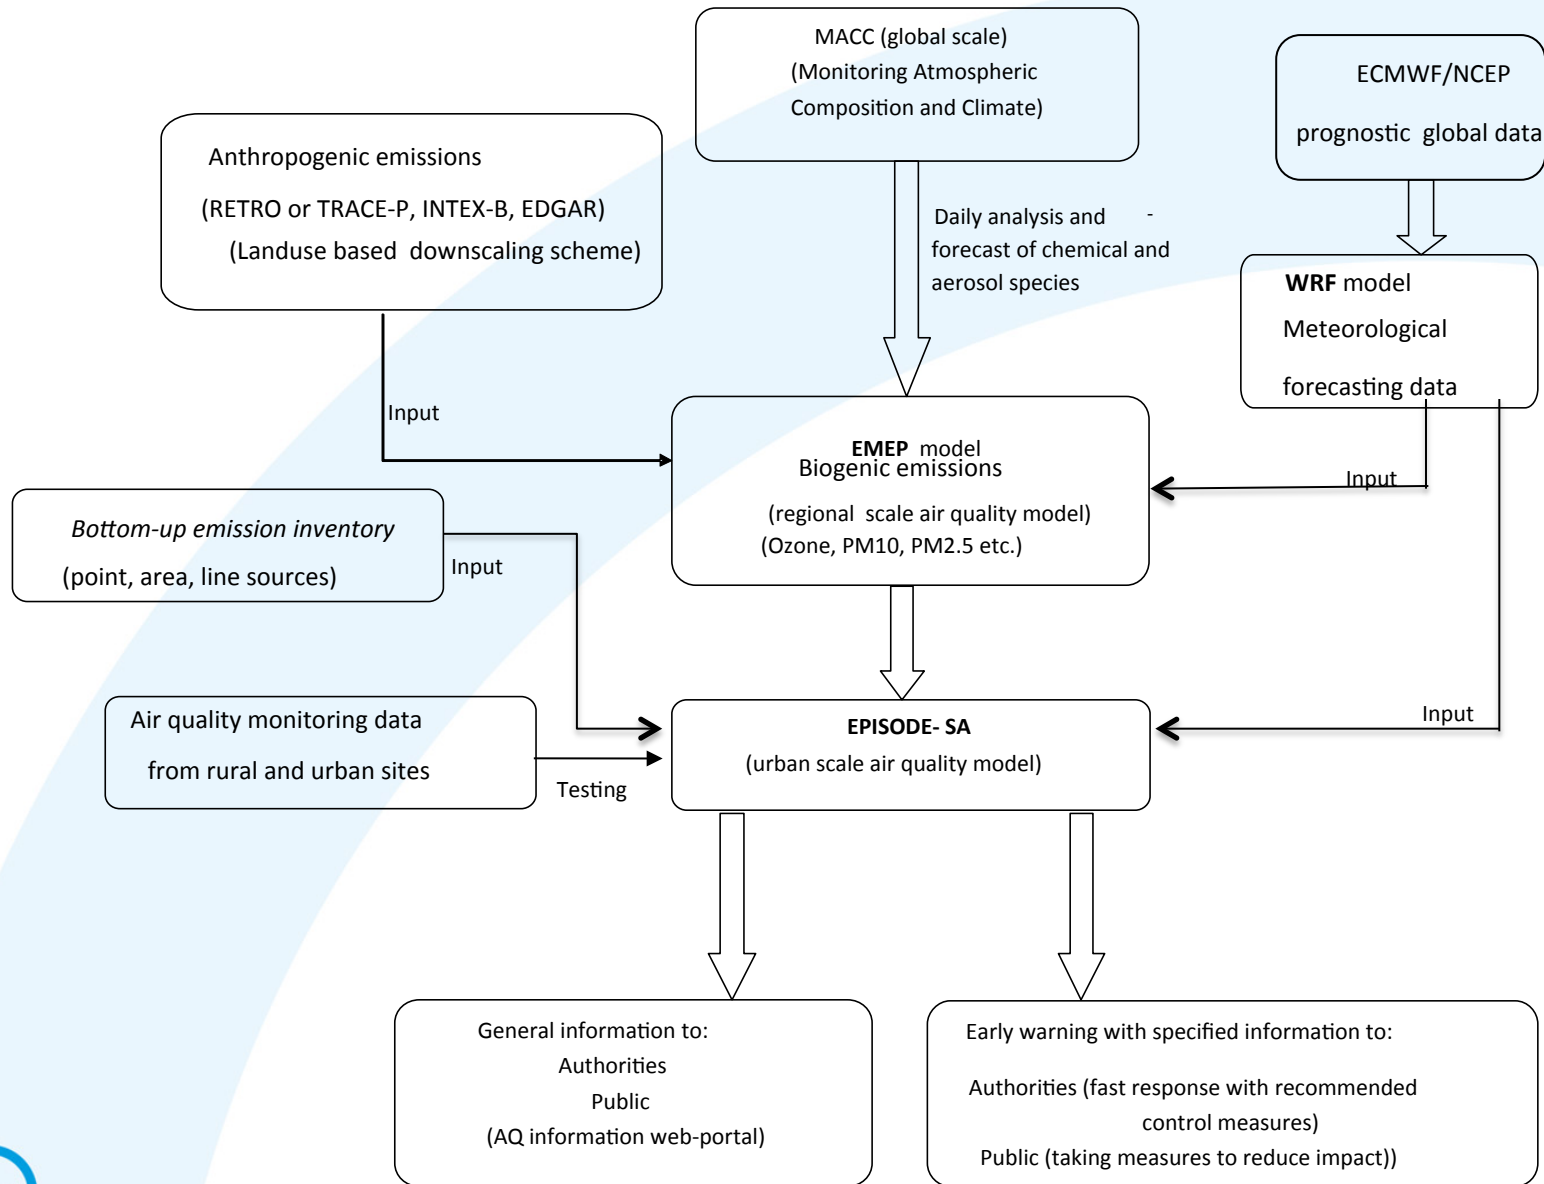 MACC (global scale)
(Monitoring Atmospheric
Composition and Climate)
ECMWF/NCEP
prognostic global data
Anthropogenic emissions
(RETRO or TRACE-P, INTEX-B, EDGAR)
(Landuse based downscaling scheme)
Daily analysis and -
forecast of chemical and
aerosol species
WRF model
Meteorological
forecasting data
Input
EMEP model
Biogenic emissions
(regional scale air quality model)
(Ozone, PM10, PM2.5 etc.)
Input
Bottom-up emission inventory
(point, area, line sources)
Input
Air quality monitoring data
from rural and urban sites
Testing
EPISODE- SA
(urban scale air quality model)
Input
General information to:
Authorities
Public
(AQ information web-portal)
Early warning with specified information to:
Authorities (fast response with recommended
control measures)
Public (taking measures to reduce impact))